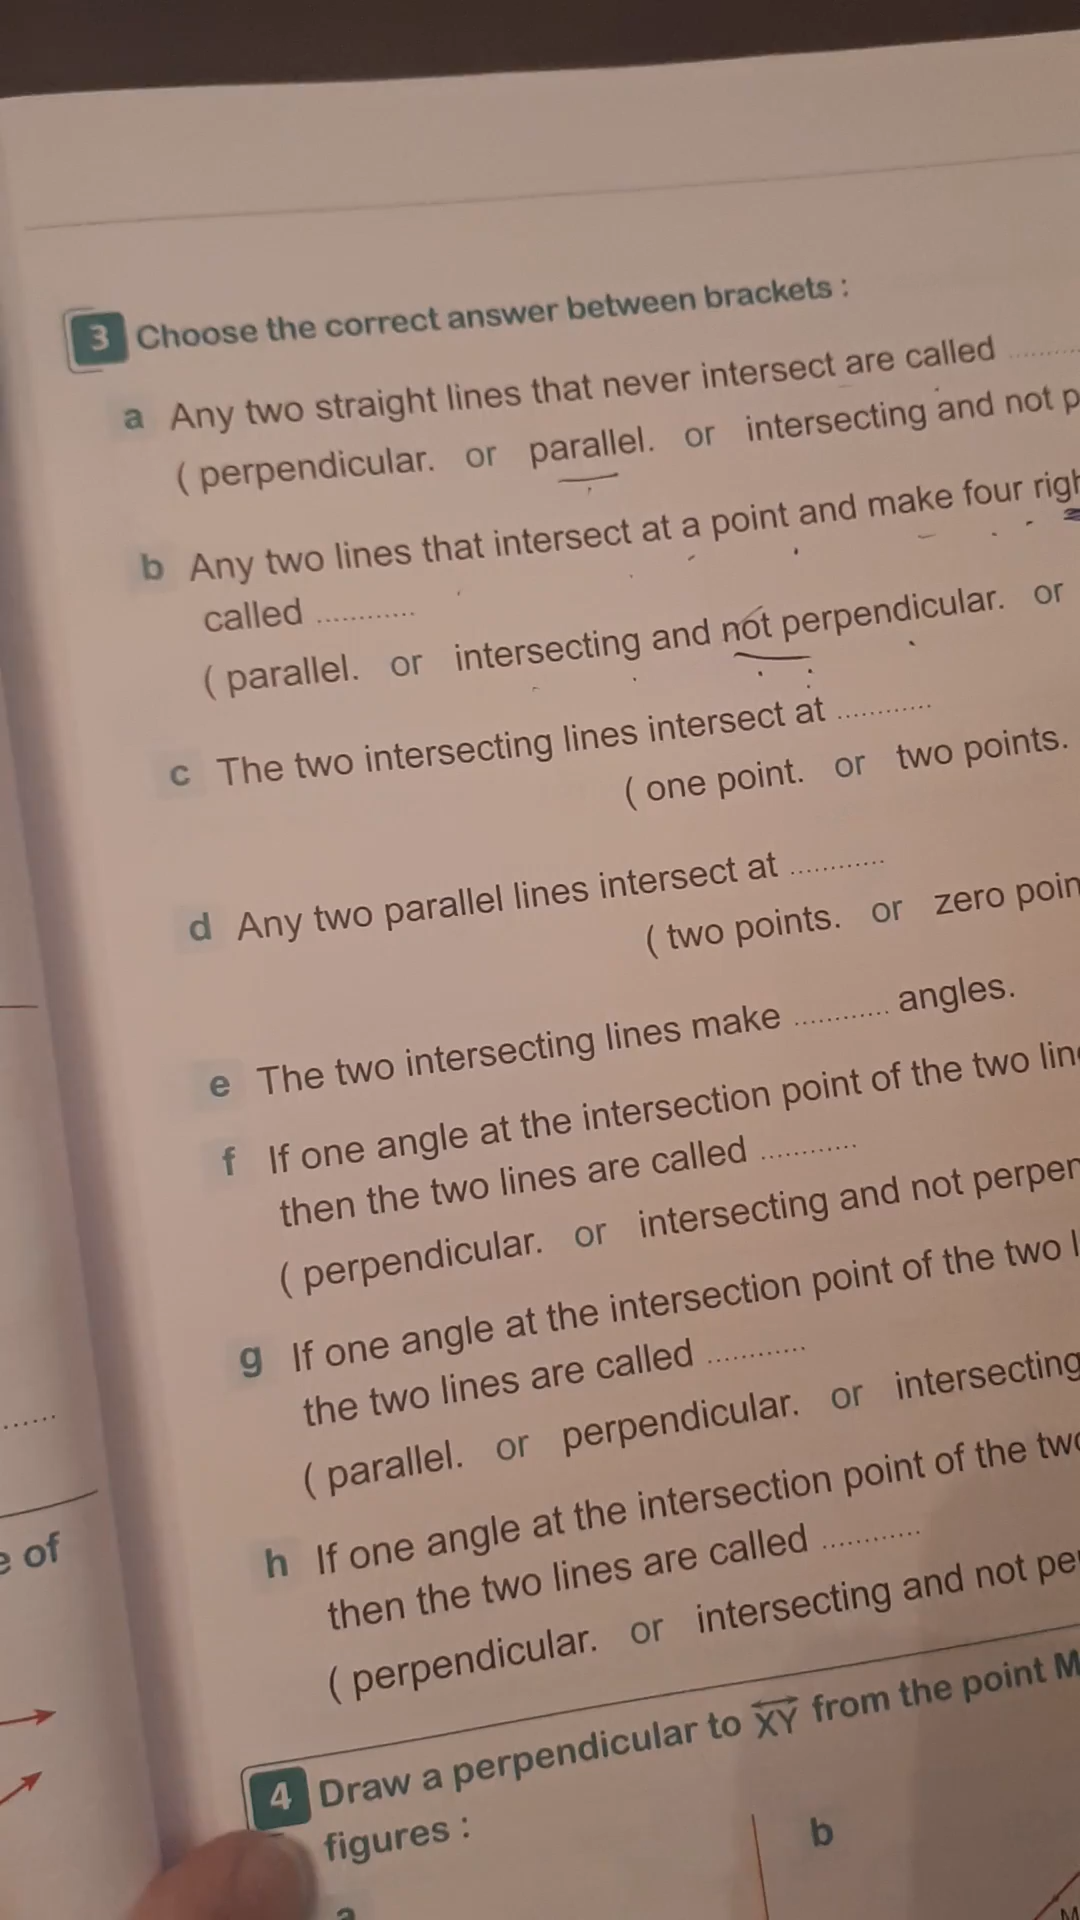 3 Choose the correct answer between brackets :
a Any two straight lines that never intersect are called ............
( perpendicular. or parallel. or intersecting and not
b Any two lines that intersect at a point and make four
called ............
( parallel. or intersecting and not perpendicular. or
c The two intersecting lines intersect at ............
( one point. or two points.
d Any two parallel lines intersect at ............
( two points. or zero
e The two intersecting lines make ............ angles.
f If one angle at the intersection point of the two
then the two lines are called ............
( perpendicular. or intersecting and not
g If one angle at the intersection point of the two
the two lines are called ............
( parallel. or perpendicular. or intersecting
h If one angle at the intersection point of the
then the two lines are called ............
( perpendicular. or intersecting and not
4 Draw a perpendicular to XY from the point M
figures :
b
a
of
M